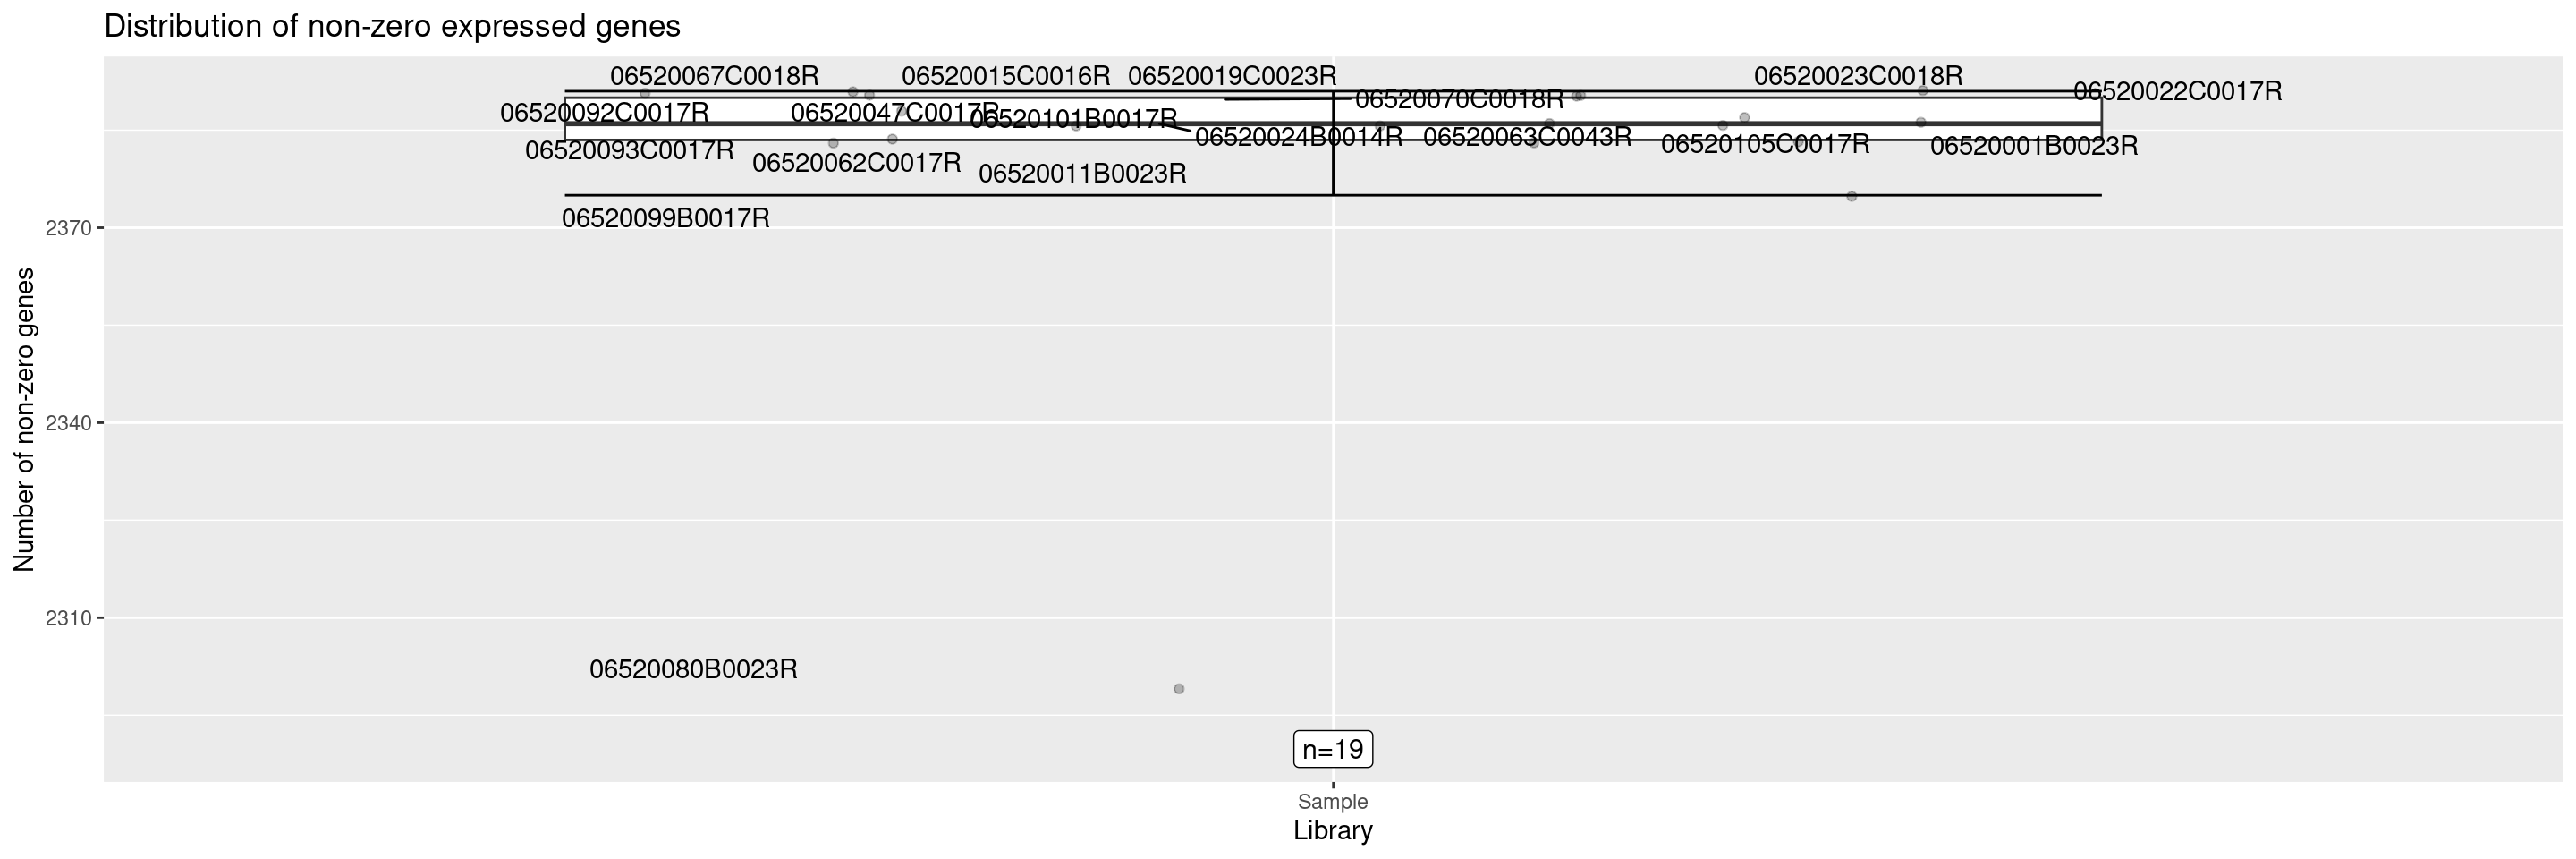 Distribution of non-zero expressed genes
06520067C0018R
06520015C0016R
06520019C0023R
06520023C0018R
06520022C0017R
06520092C0017R
06520047C0017R
06520070C0018R
06520101B0017R
06520024B0014R
06520063C0043R
06520105C0017R
06520001B0023R
06520093C0017R
06520062C0017R
06520011B0023R
06520099B0017R
2370
2340
2310
06520080B0023R
n=19
Number of non-zero genes
Sample
Library